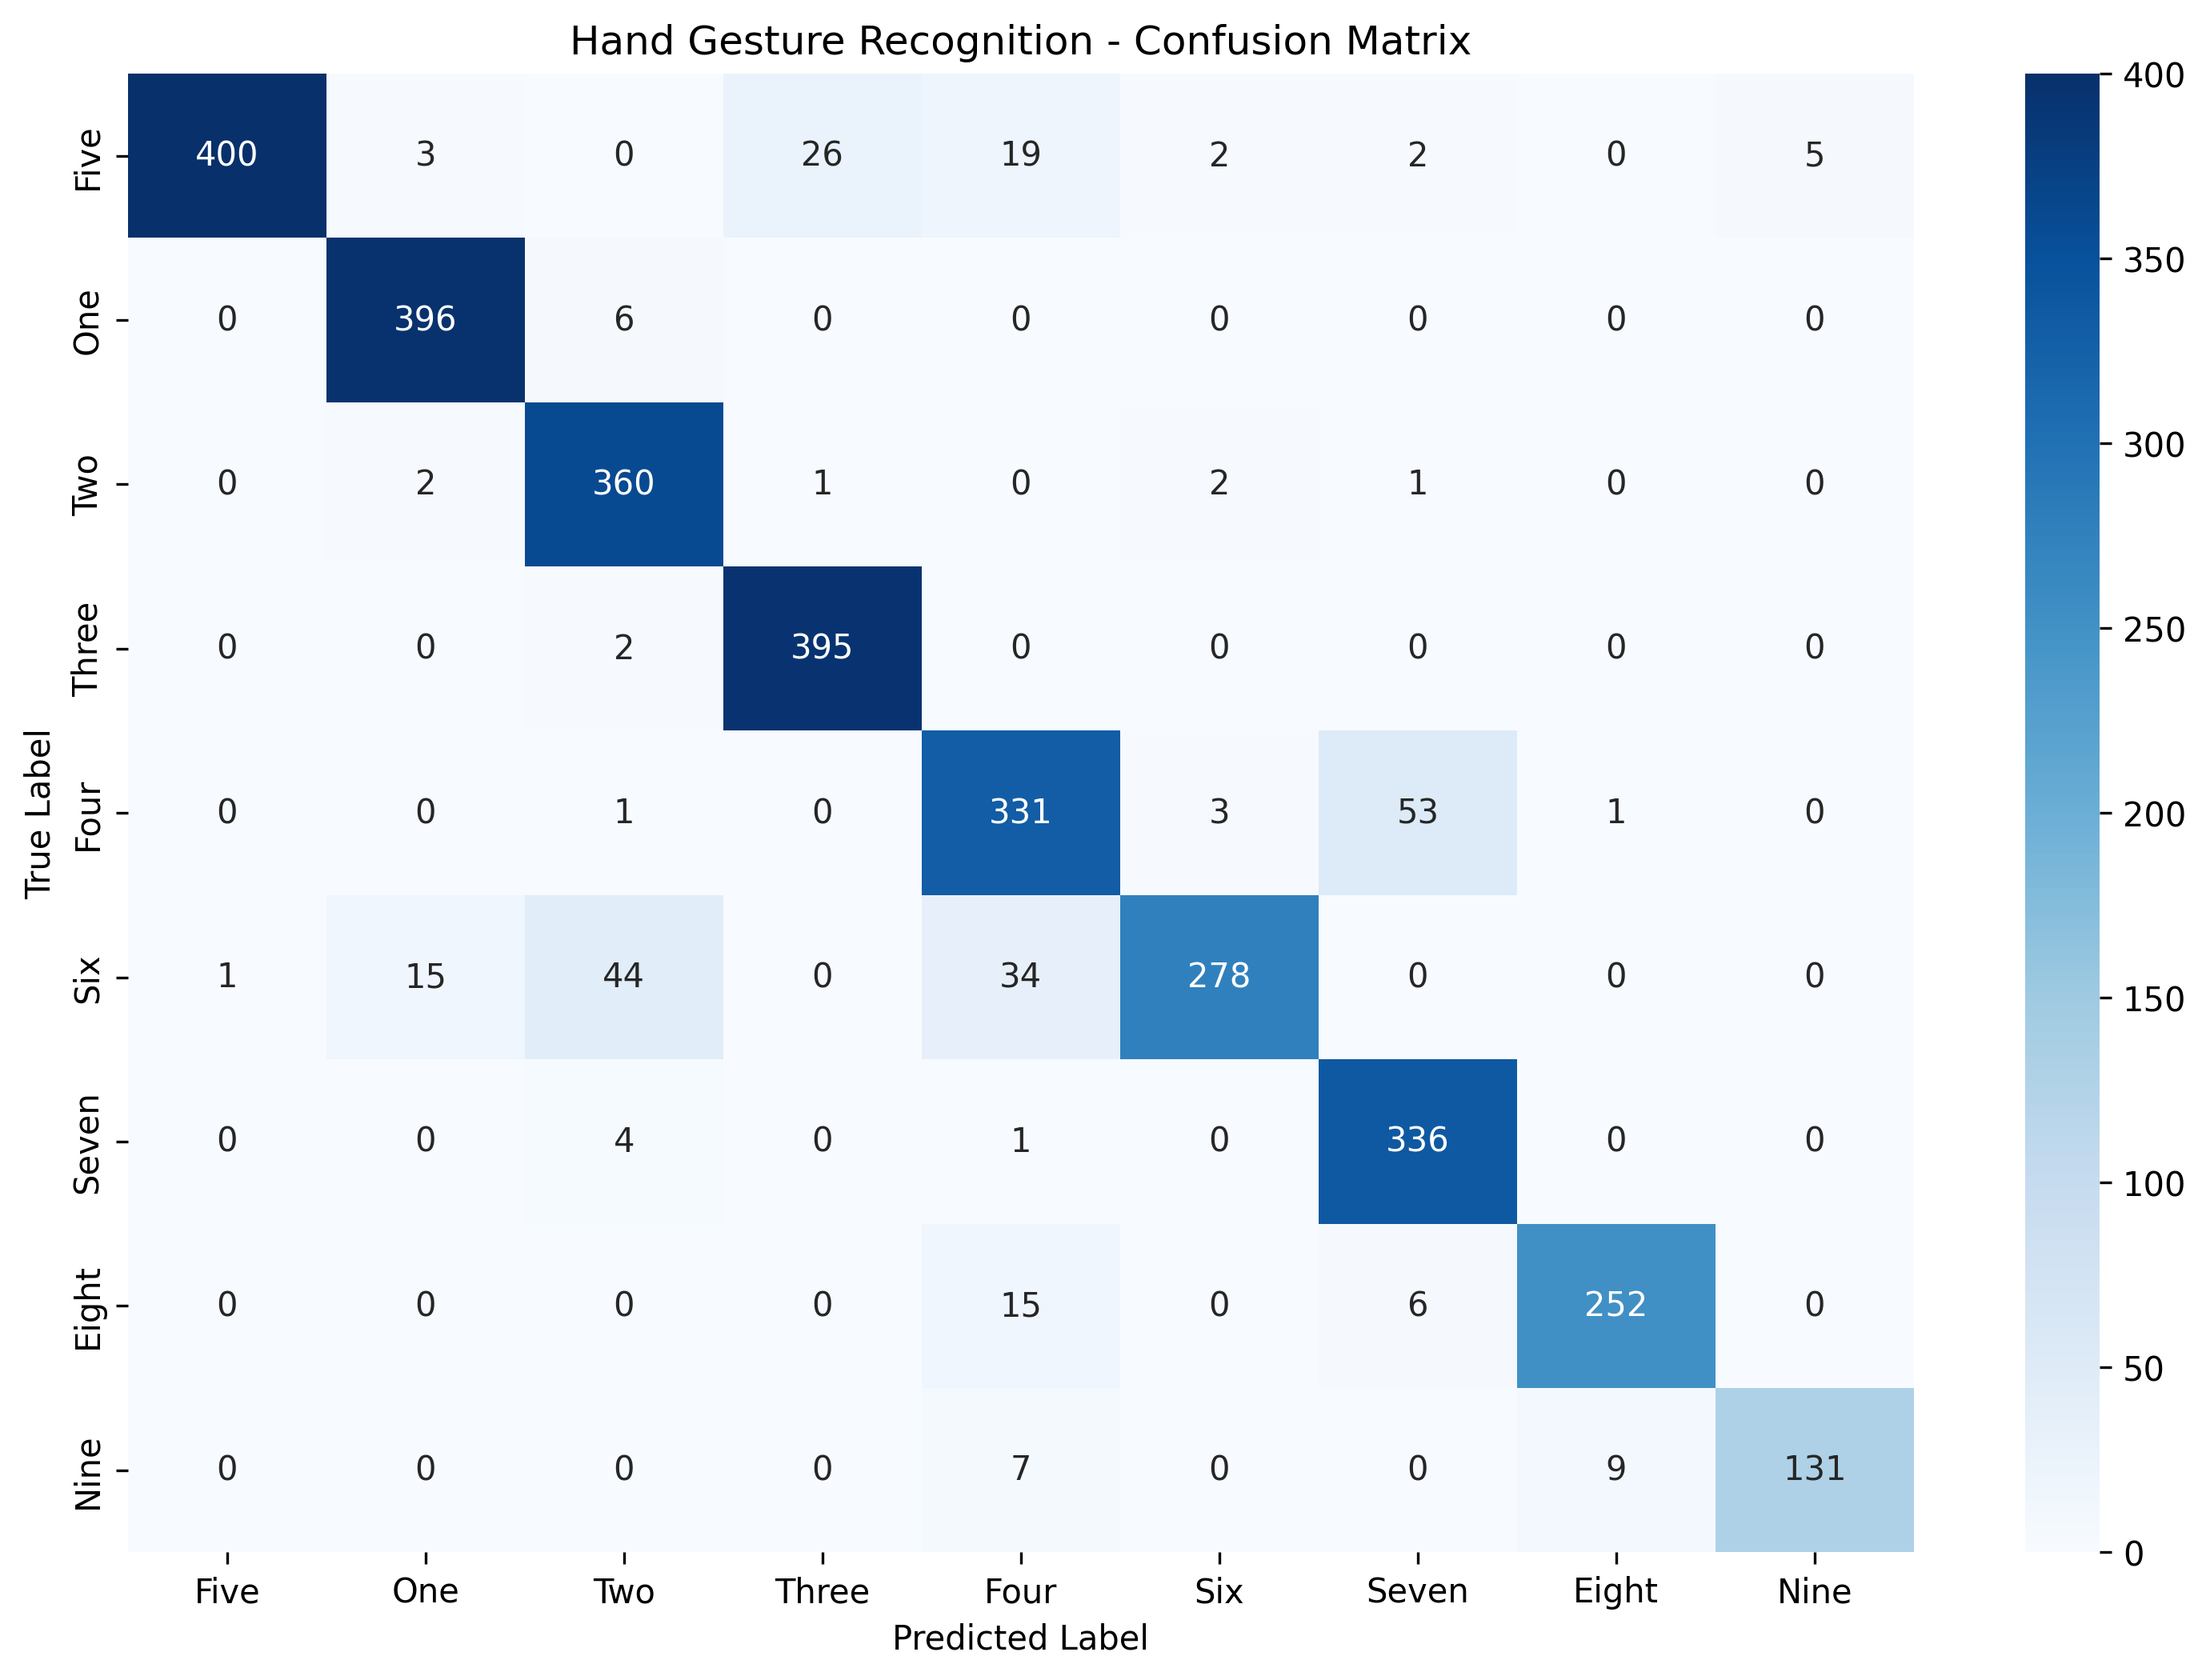 Hand Gesture Recognition - Confusion Matrix
True Label
Five 400 3 0 26 19 2 2 0 5
One 0 396 6 0 0 0 0 0 0
Two 0 2 360 1 0 2 1 0 0
Three 0 0 2 395 0 0 0 0 0
Four 0 0 1 0 331 3 53 1 0
Six 1 15 44 0 34 278 0 0 0
Seven 0 0 4 0 1 0 336 0 0
Eight 0 0 0 0 15 0 6 252 0
Nine 0 0 0 0 7 0 0 9 131
Five One Two Three Four Six Seven Eight Nine
Predicted Label
400
350
300
250
200
150
100
50
0